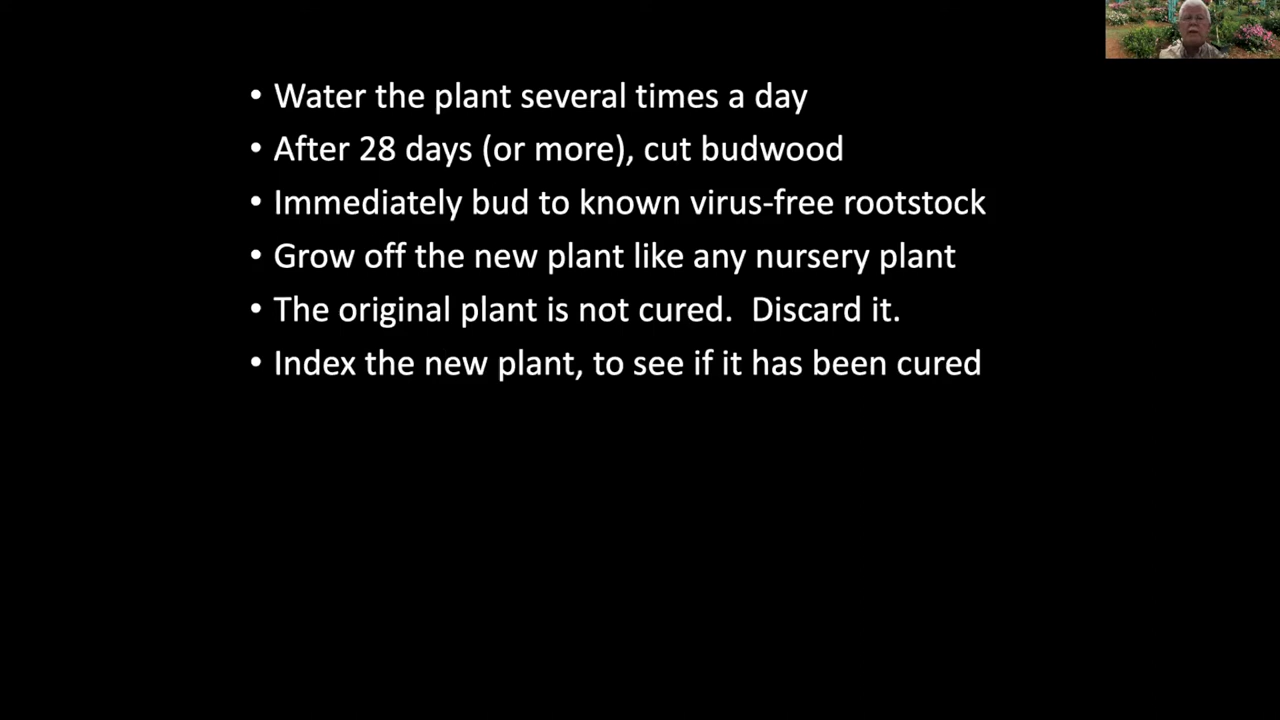 • Water the plant several times a day
• After 28 days (or more), cut budwood
• Immediately bud to known virus-free rootstock
• Grow off the new plant like any nursery plant
• The original plant is not cured.  Discard it.
• Index the new plant, to see if it has been cured